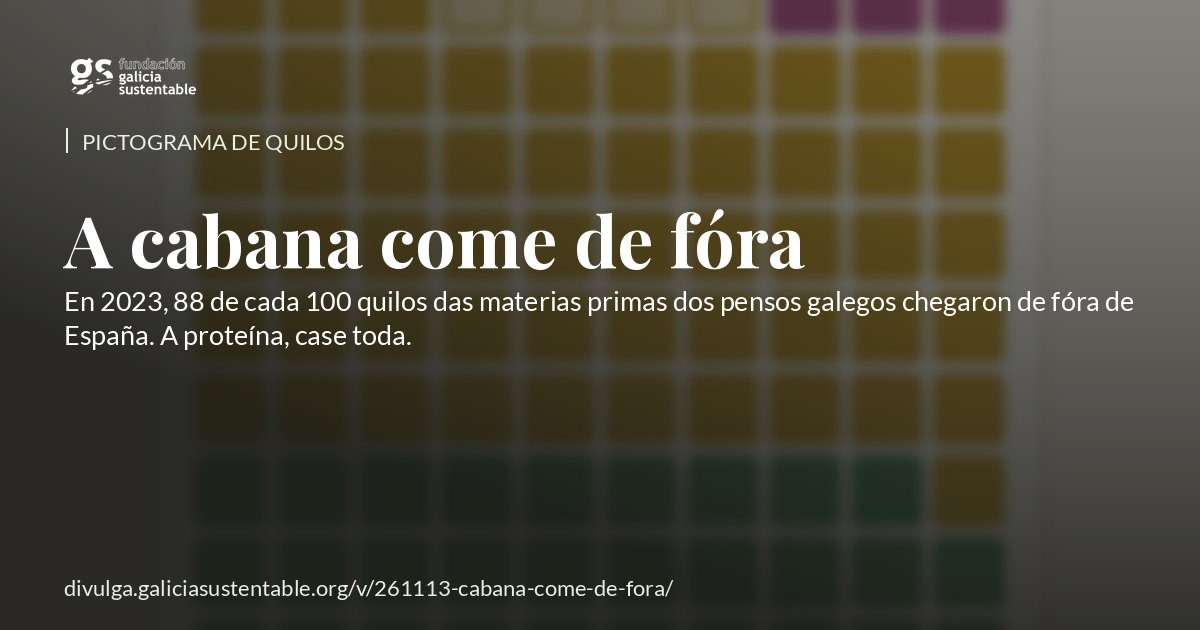 gs fundación
galicia
sustentable
PICTOGRAMA DE QUILOS
A cabana come de fóra
En 2023, 88 de cada 100 quilos das materias primas dos pensos galegos chegaron de fóra de
España. A proteína, case toda.
divulga.galiciasustentable.org/v/261113-cabana-come-de-fora/